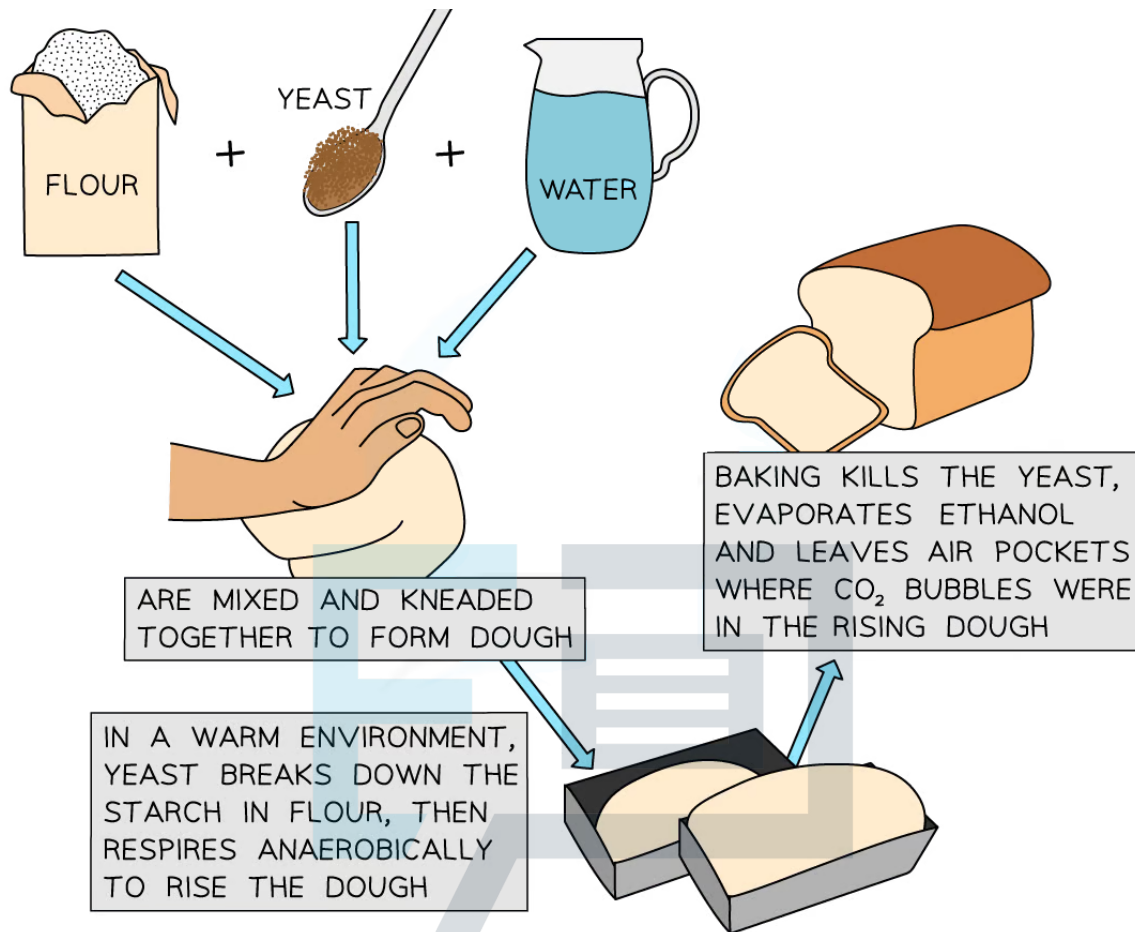 YEAST
FLOUR
WATER
ARE MIXED AND KNEADED
TOGETHER TO FORM DOUGH
IN A WARM ENVIRONMENT,
YEAST BREAKS DOWN THE
STARCH IN FLOUR, THEN
RESPIRES ANAEROBICALLY
TO RISE THE DOUGH
BAKING KILLS THE YEAST,
EVAPORATES ETHANOL
AND LEAVES AIR POCKETS
WHERE CO₂ BUBBLES WERE
IN THE RISING DOUGH